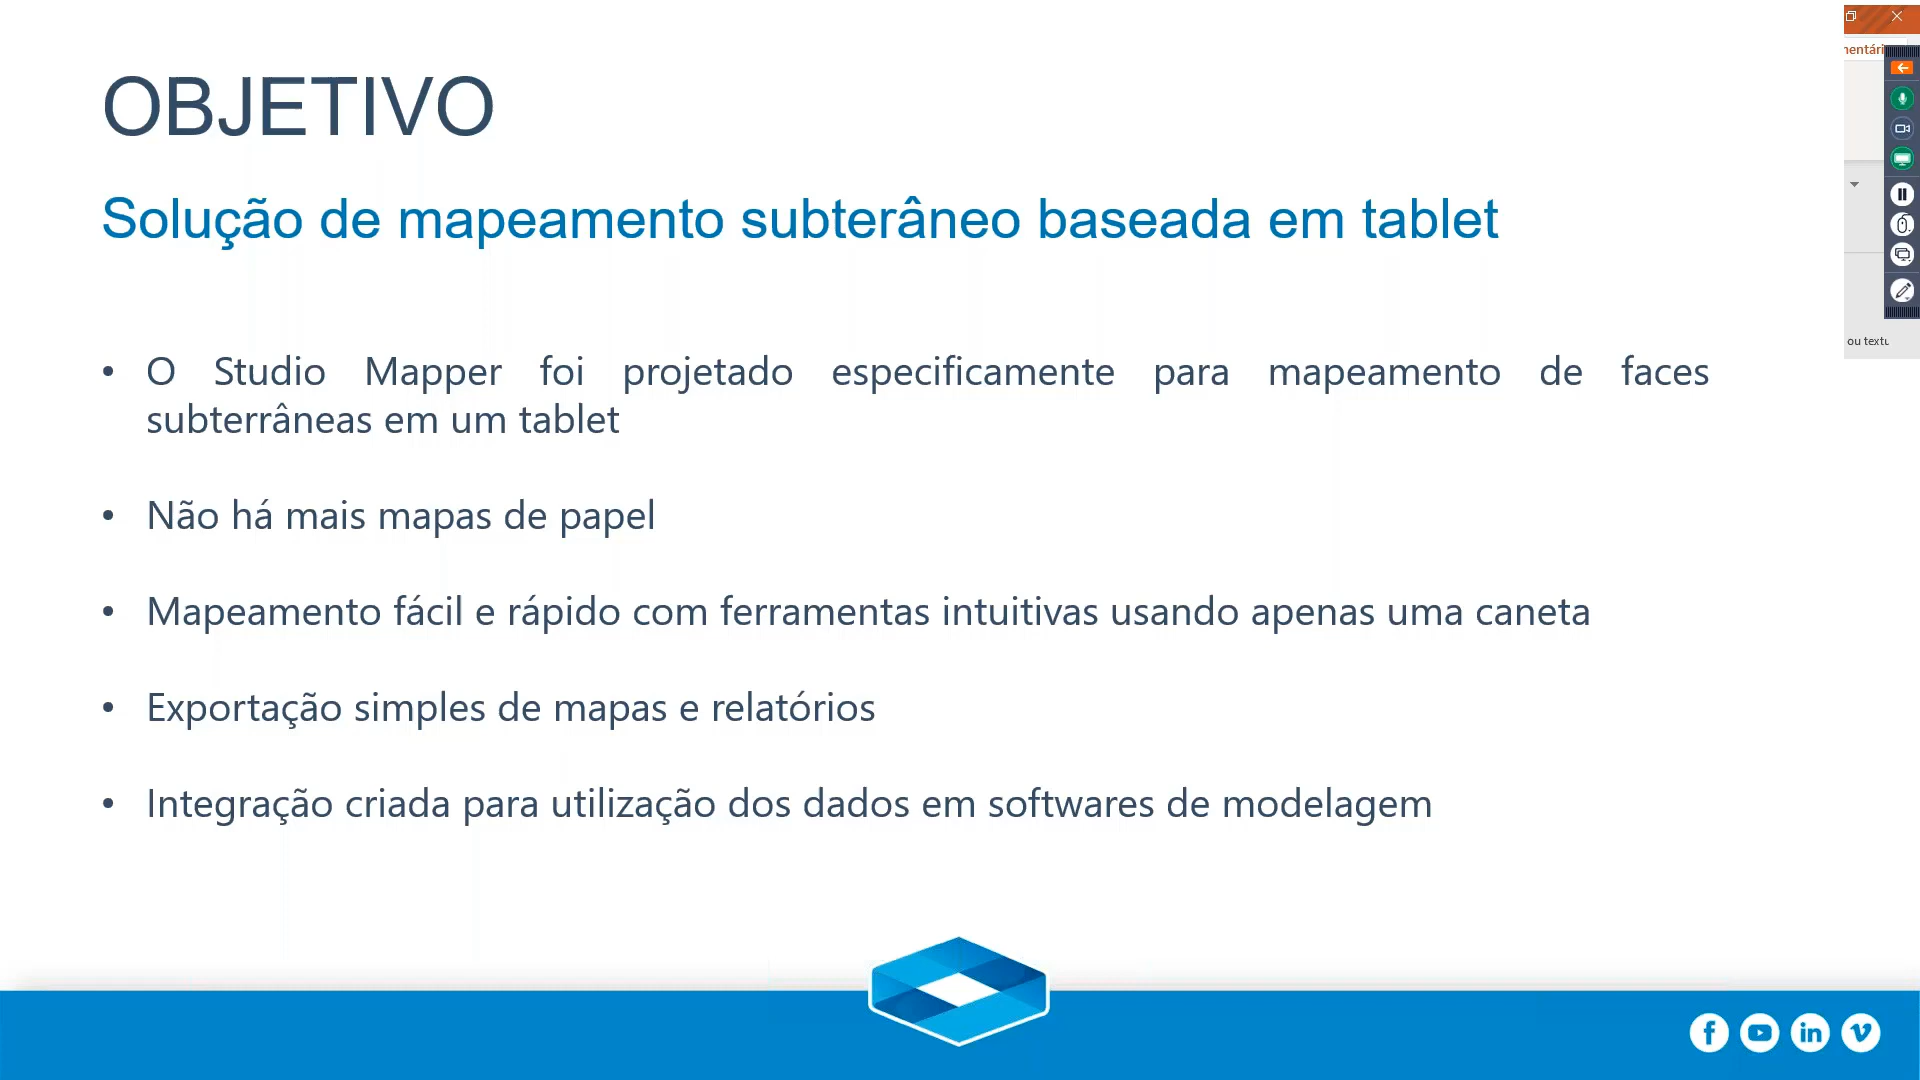 OBJETIVO
Solução de mapeamento subterâneo baseada em tablet
• O Studio Mapper foi projetado especificamente para mapeamento de faces
subterrâneas em um tablet
• Não há mais mapas de papel
• Mapeamento fácil e rápido com ferramentas intuitivas usando apenas uma caneta
• Exportação simples de mapas e relatórios
• Integração criada para utilização dos dados em softwares de modelagem
ou